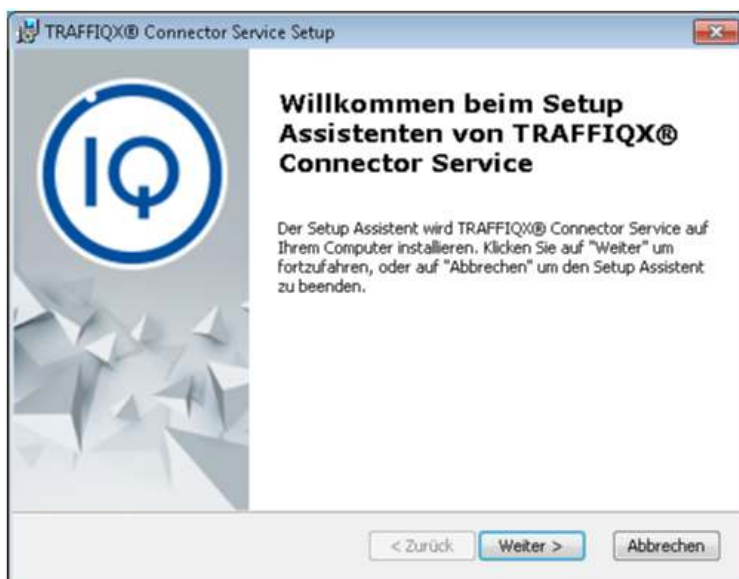 TRAFFIQX® Connector Service Setup
IQ
Willkommen beim Setup
Assistenten von TRAFFIQX®
Connector Service
Der Setup Assistent wird TRAFFIQX® Connector Service auf
Ihrem Computer installieren. Klicken Sie auf "Weiter" um
fortzufahren, oder auf "Abbrechen" um den Setup Assistent
zu beenden.
< Zurück
Weiter >
Abbrechen